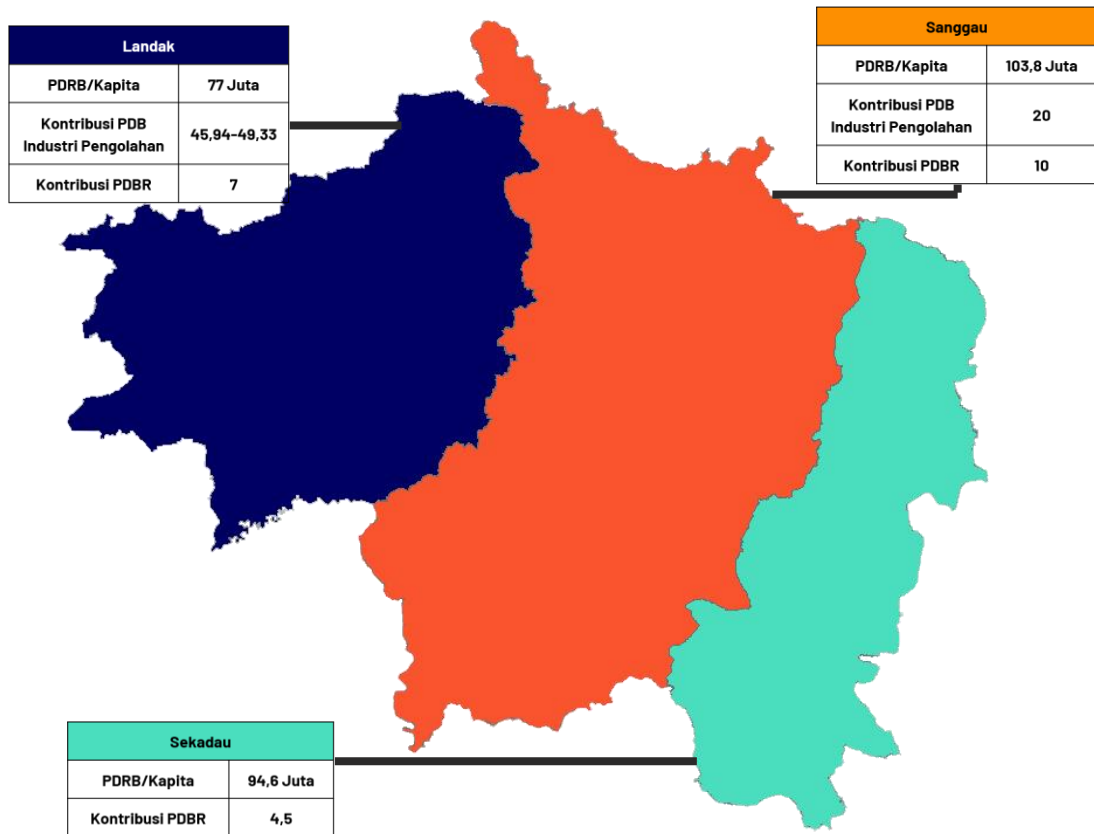 Landak
PDRB/Kapita 77 Juta
Kontribusi PDB
Industri Pengolahan 45,94-49,33
Kontribusi PDBR 7
Sanggau
PDRB/Kapita 103,8 Juta
Kontribusi PDB
Industri Pengolahan 20
Kontribusi PDBR 10
Sekadau
PDRB/Kapita 94,6 Juta
Kontribusi PDBR 4,5